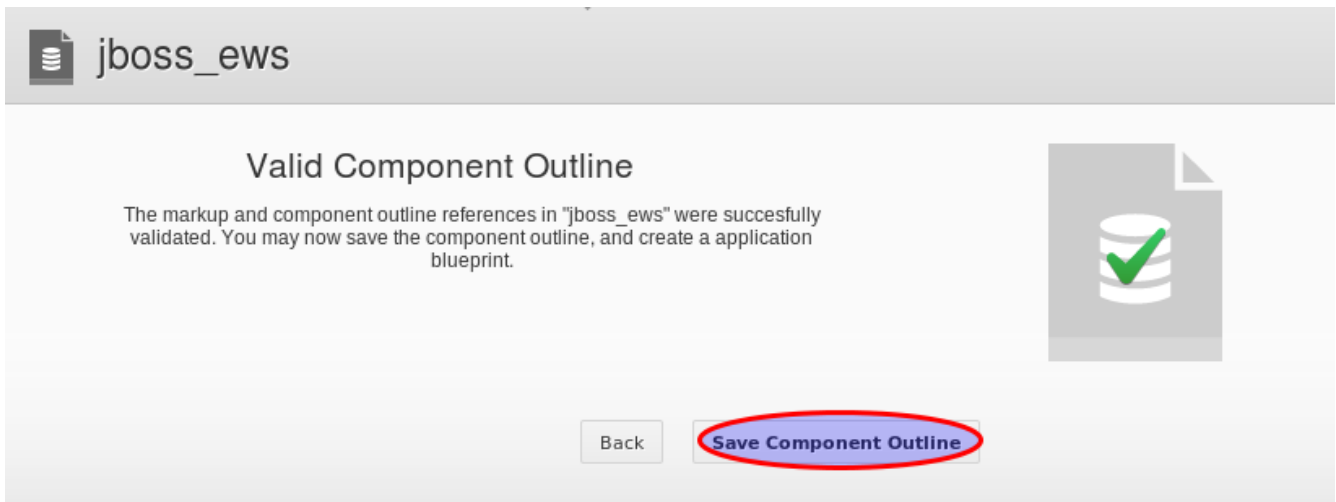 jboss_ews
Valid Component Outline
The markup and component outline references in "jboss_ews" were succesfully
validated. You may now save the component outline, and create a application
blueprint.
Back Save Component Outline